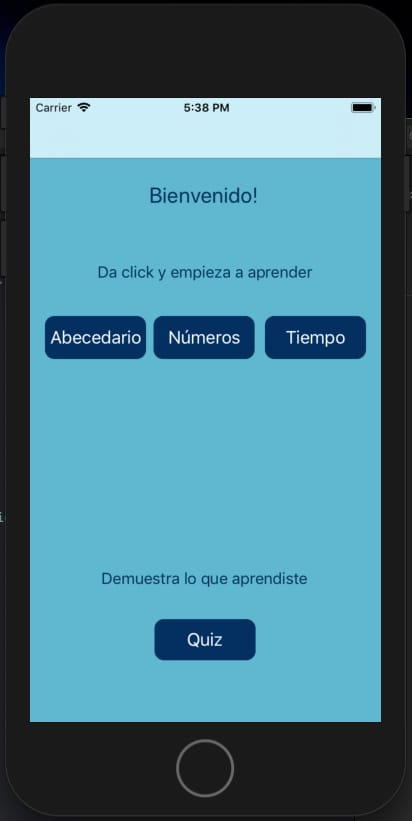 Carrier 5:38 PM
Bienvenido!
Da click y empieza a aprender
Abecedario Números Tiempo
Demuestra lo que aprendiste
Quiz